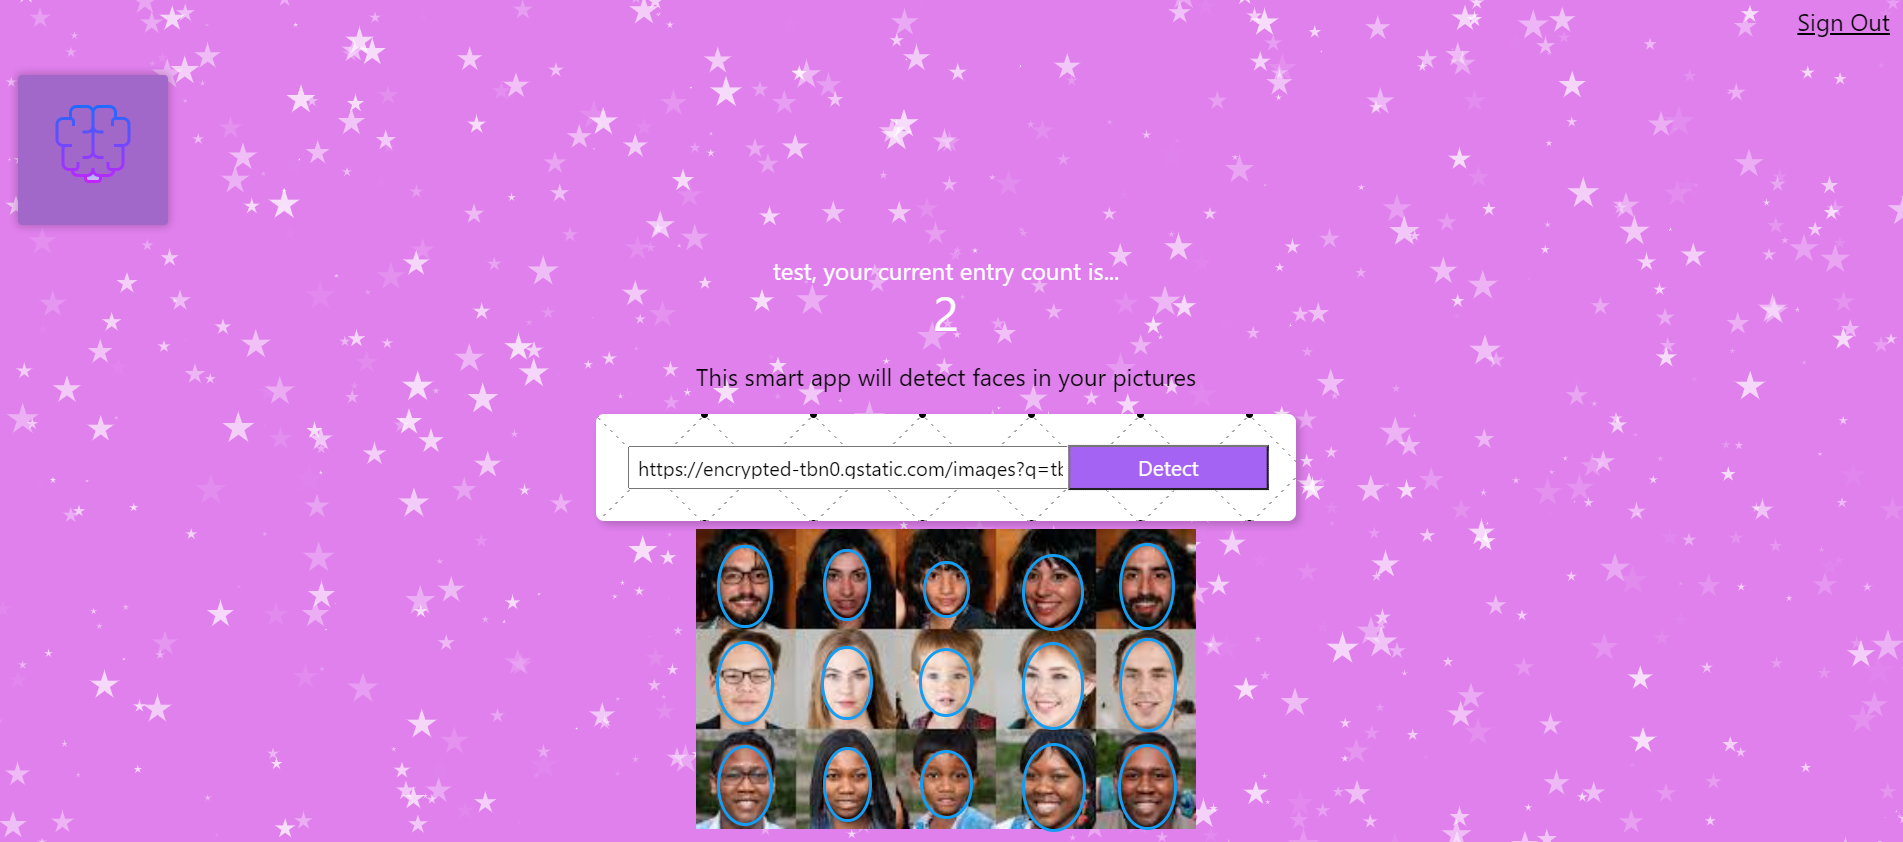 Sign Out
test, your current entry count is...
2
This smart app will detect faces in your pictures
https://encrypted-tbn0.gstatic.com/images?q=tb
Detect